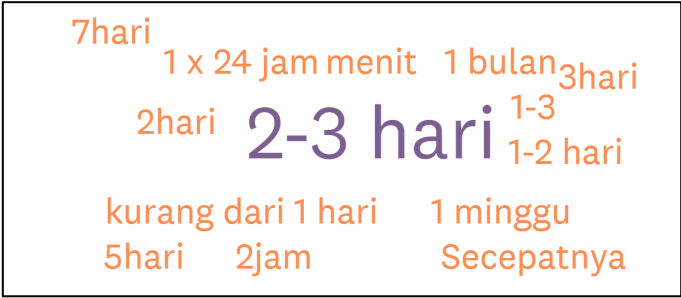 7hari
1 x 24 jam menit 1 bulan 3hari
2hari 2-3 hari 1-3
1-2 hari
kurang dari 1 hari 1 minggu
5hari 2jam Secepatnya